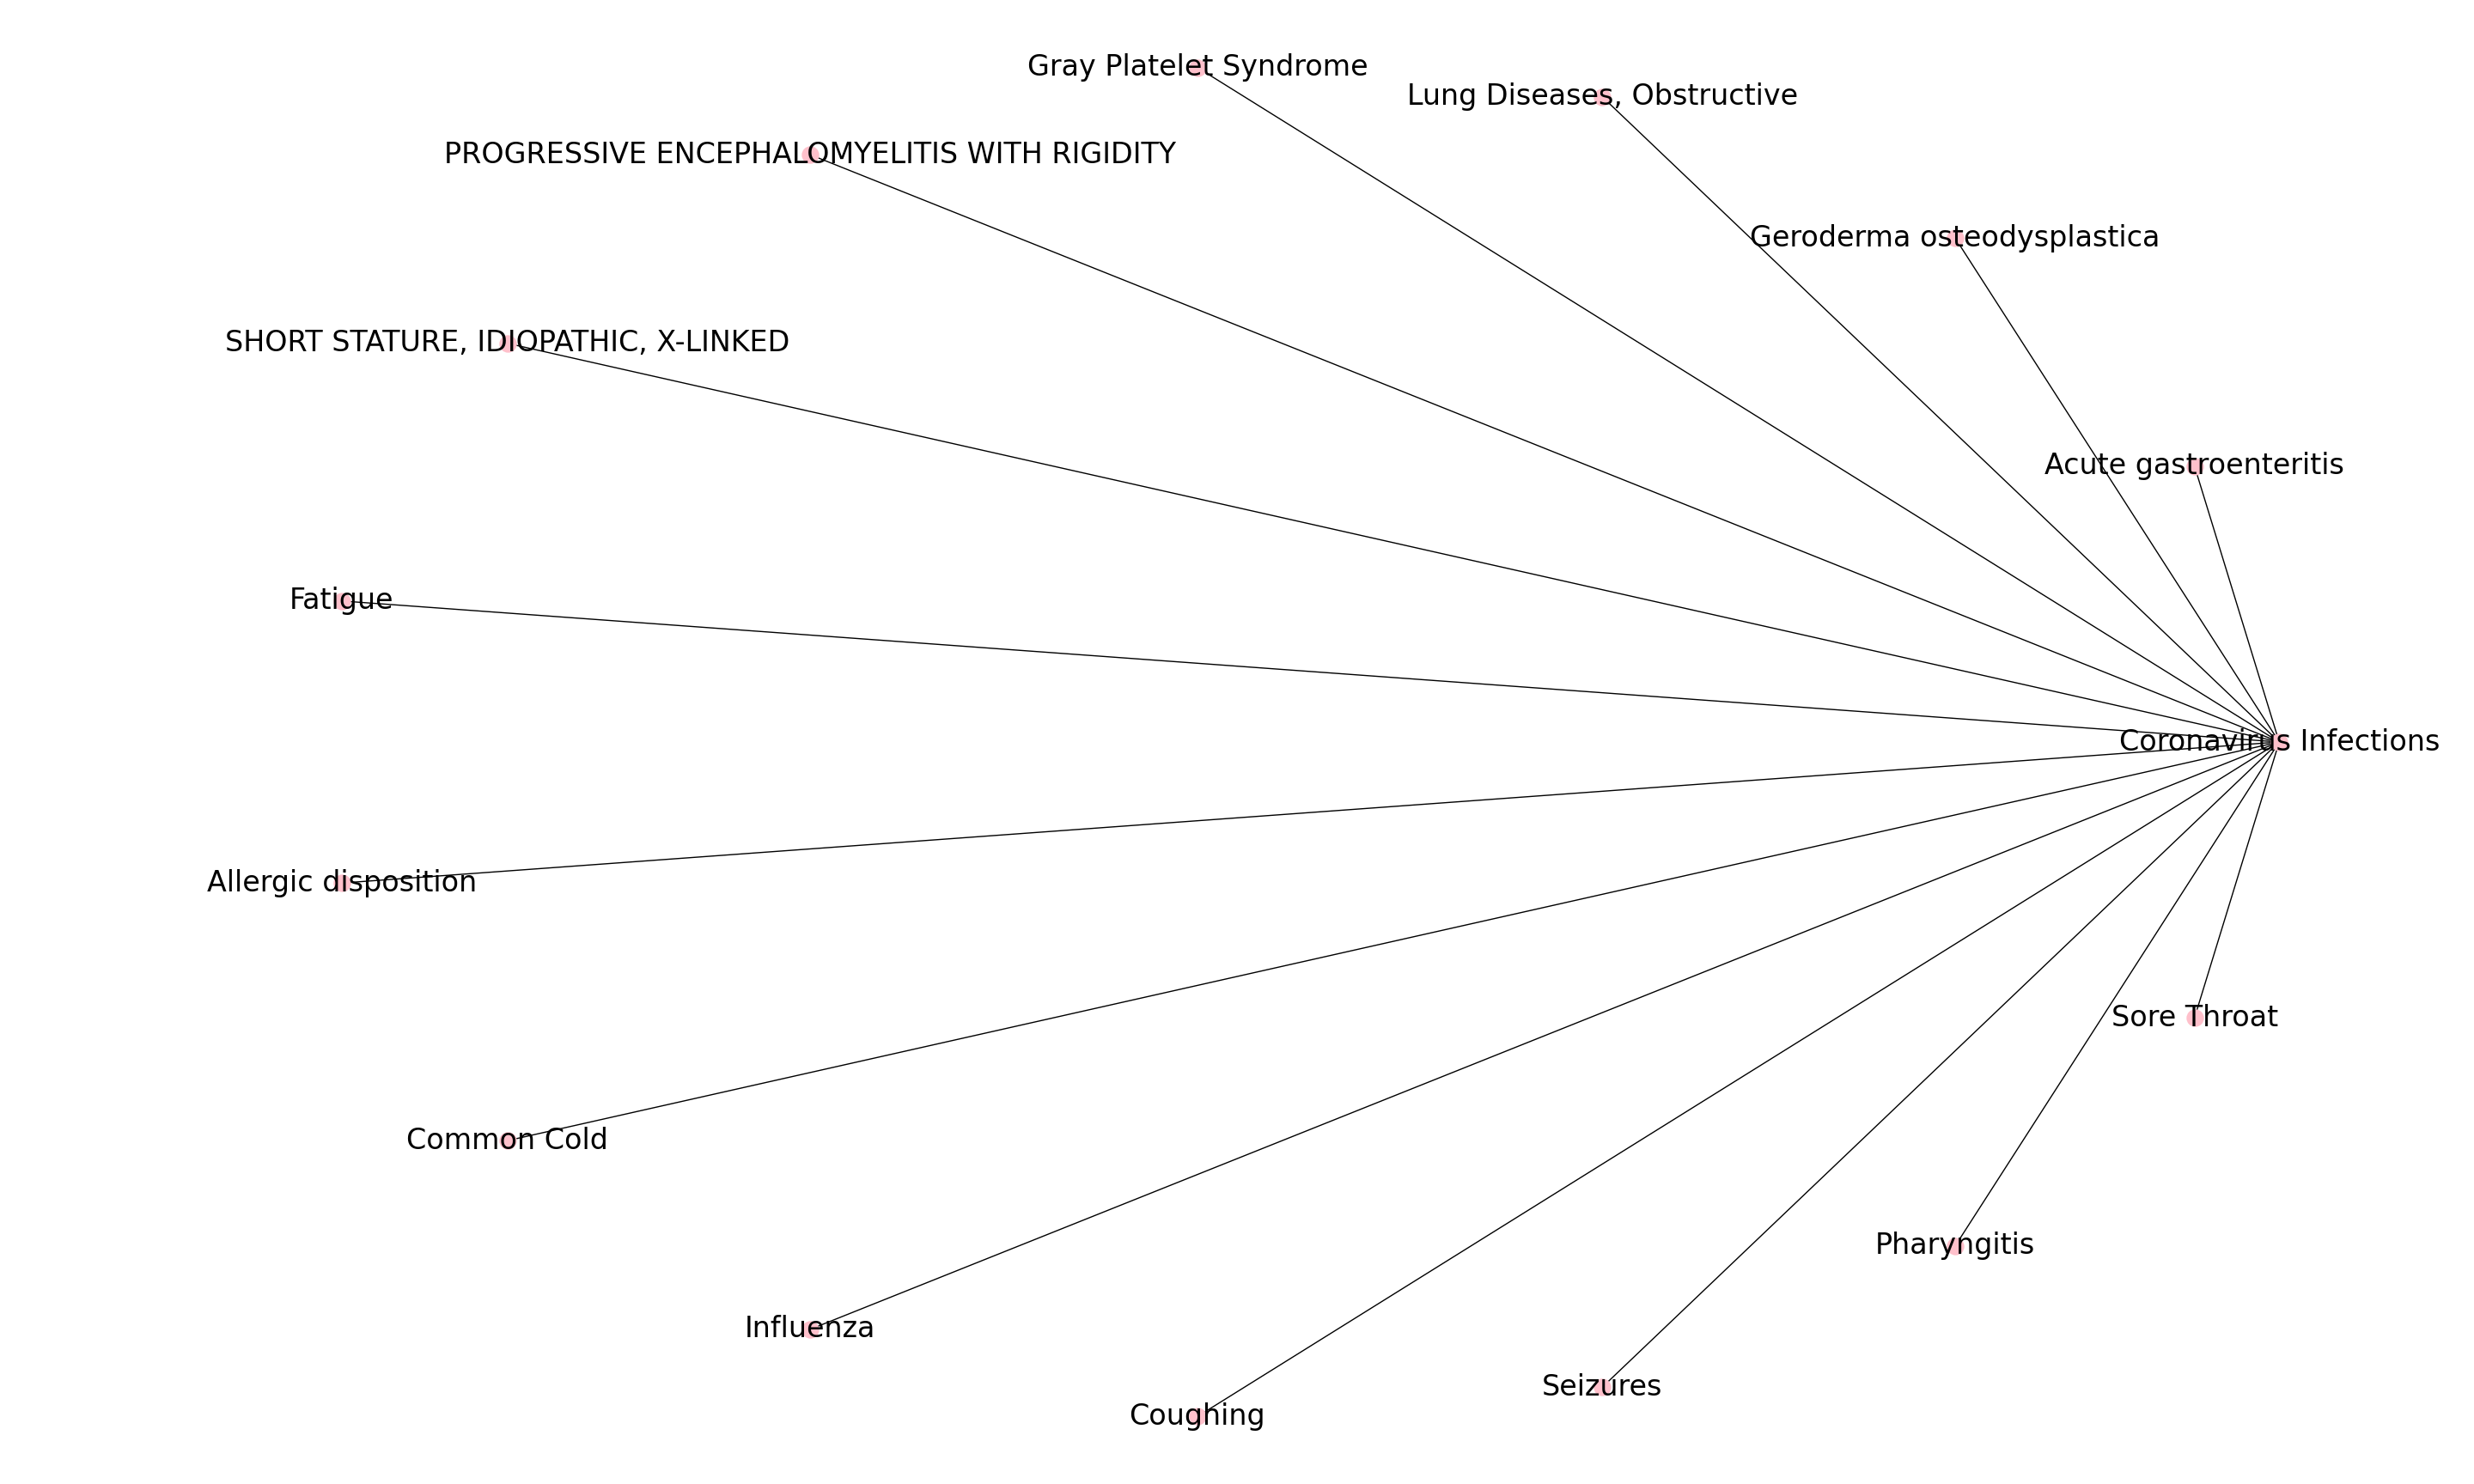 Gray Platelet Syndrome
Lung Diseases, Obstructive
PROGRESSIVE ENCEPHALOMYELITIS WITH RIGIDITY
Geroderma osteodysplastica
SHORT STATURE, IDIOPATHIC, X-LINKED
Acute gastroenteritis
Fatigue
Coronavirus Infections
Allergic disposition
Sore Throat
Common Cold
Pharyngitis
Influenza
Seizures
Coughing